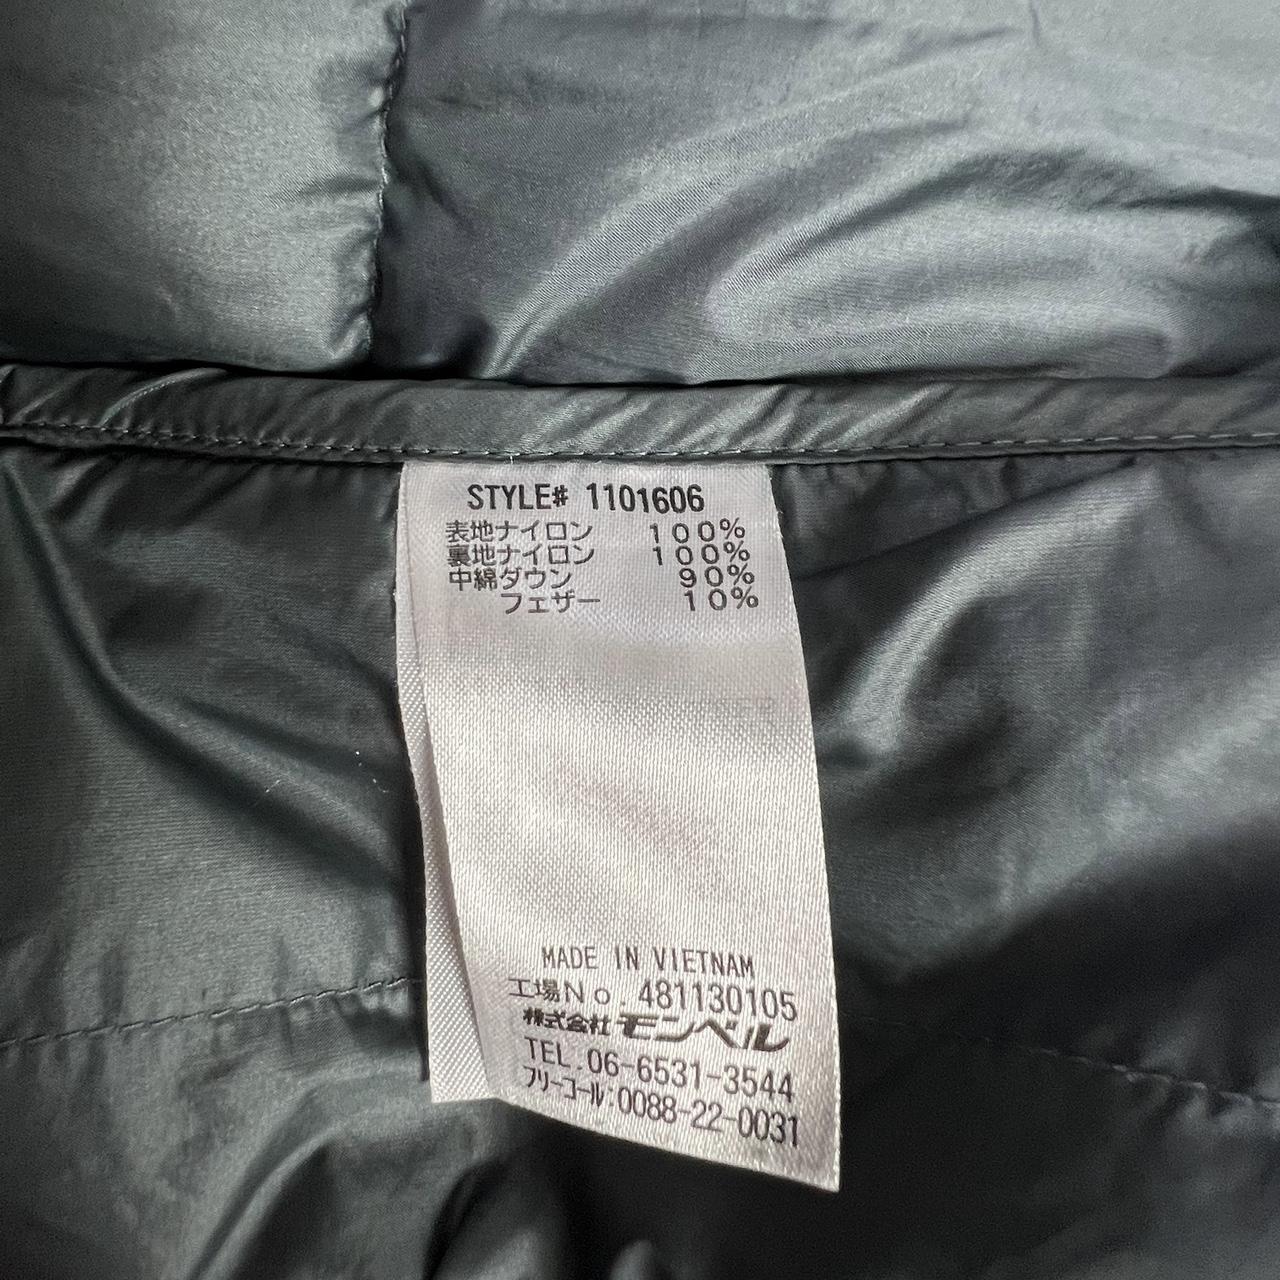 STYLE# 1101606
表地ナイロン 100%
裏地ナイロン 100%
中綿ダウン 90%
フェザー 10%
MADE IN VIETNAM
工場No.481130105
株式会社モンベル
TEL.06-6531-3544
フリーコール:0088-22-0031